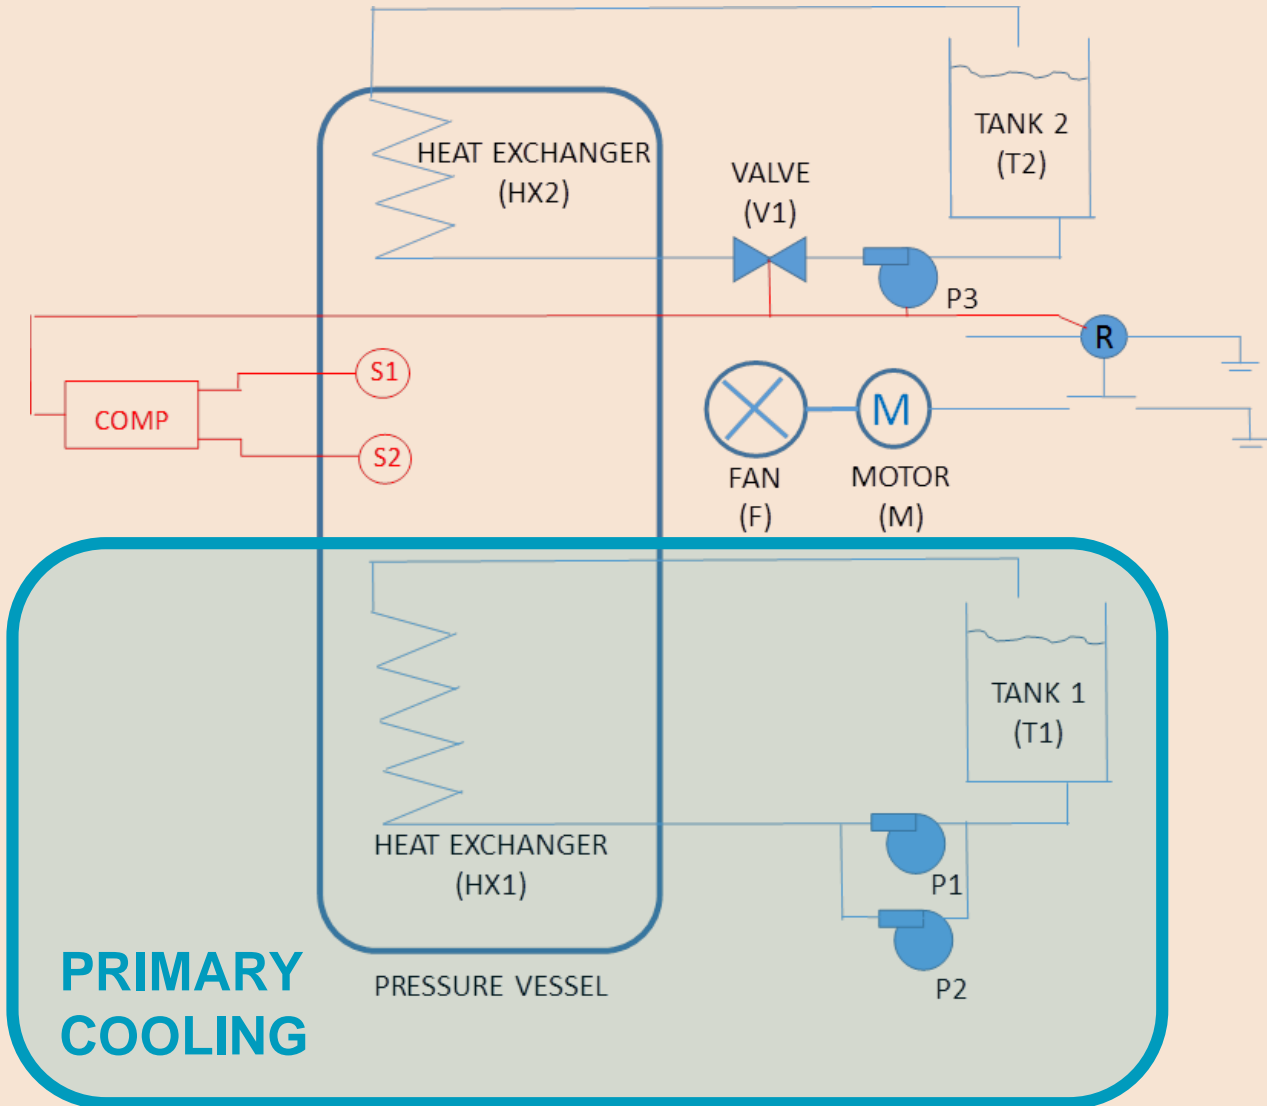 TANK 2
(T2)
HEAT EXCHANGER
(HX2)
VALVE
(V1)
P3
R
S1
COMP
S2
M
FAN
(F)
MOTOR
(M)
TANK 1
(T1)
HEAT EXCHANGER
(HX1)
P1
P2
PRIMARY
COOLING
PRESSURE VESSEL